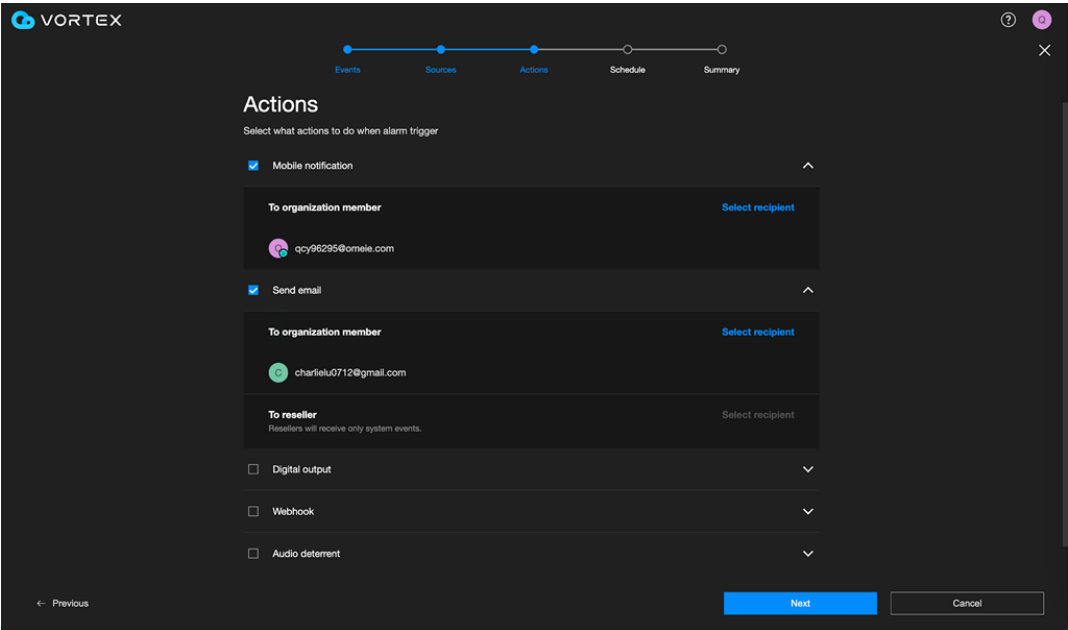 VORTEX
?
Q
Events
Sources
Actions
Schedule
Summary
Actions
Select what actions to do when alarm trigger
Mobile notification
To organization member
Select recipient
Q
qcy96295@omeie.com
Send email
To organization member
Select recipient
C
charlielu0712@gmail.com
To reseller
Select recipient
Resellers will receive only system events.
Digital output
Webhook
Audio deterrent
Previous
Next
Cancel